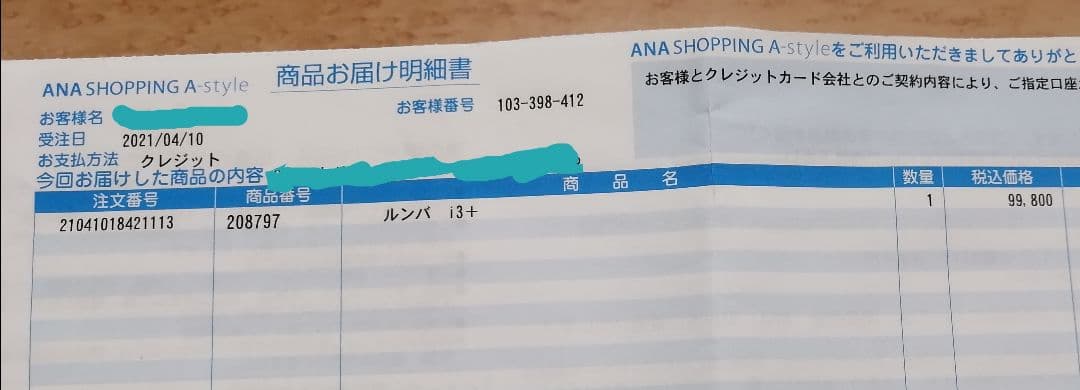 ANA SHOPPING A-style
商品お届け明細書
お客様番号 103-398-412
お客様名
受注日 2021/04/10
お支払方法 クレジット
今回お届けした商品の内容
ANA SHOPPING A-styleをご利用いただきましてありがと
お客様とクレジットカード会社とのご契約内容により、ご指定口座
注文番号 商品番号 商品名 数量 税込価格
21041018421113 208797 ルンバ i3+ 1 99,800